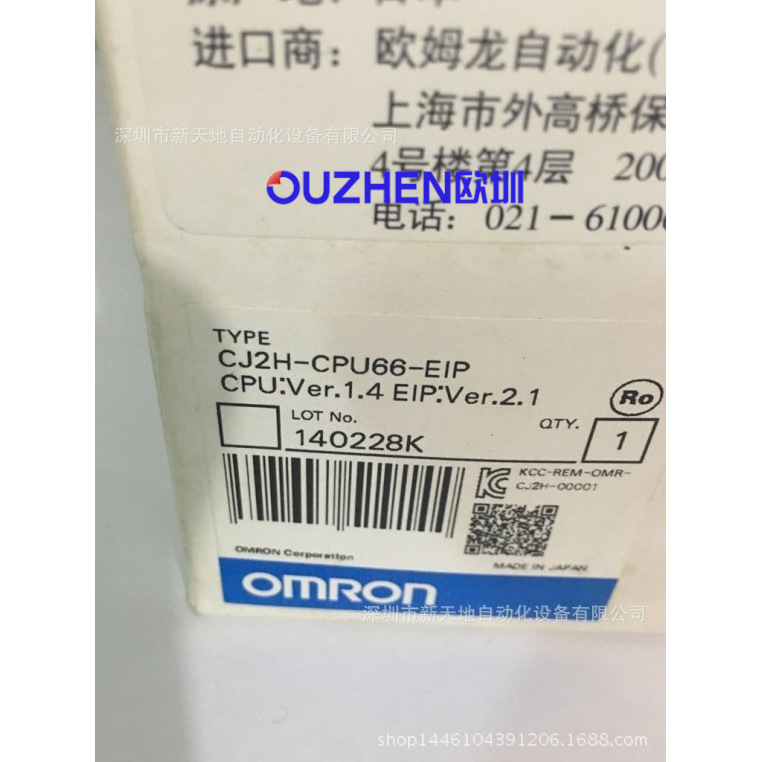 进口商：欧姆龙自动化(
上海市外高桥保
深圳市新天地自动化设备有限公司
4号楼第4层 200
OUZHEN欧圳
电话：021-6100
TYPE
CJ2H-CPU66-EIP
CPU:Ver.1.4 EIP:Ver.2.1
Ro
LOT No.
140228K
QTY.
1
KCC-REM-OMR-
CJ2H-00001
OMRON Corporation
MADE IN JAPAN
OMRON
深圳市新天地自动化设备有限公司
shop1446104391206.1688.com